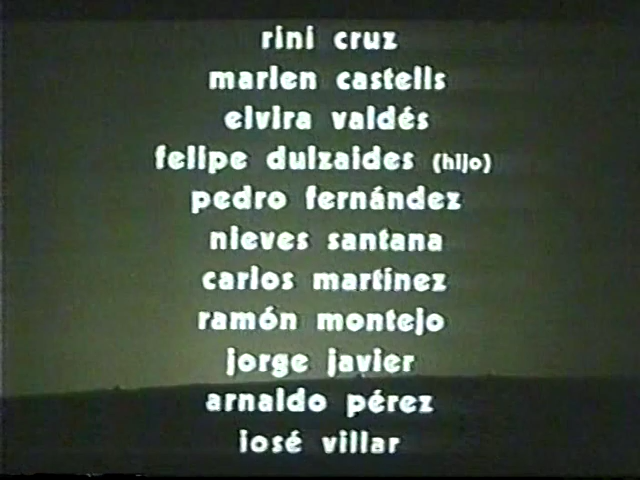 rini cruz
marlen castells
elvira valdés
felipe dulzaides (hijo)
pedro fernández
nieves santana
carlos martínez
ramón montejo
jorge javier
arnaldo pérez
josé villar